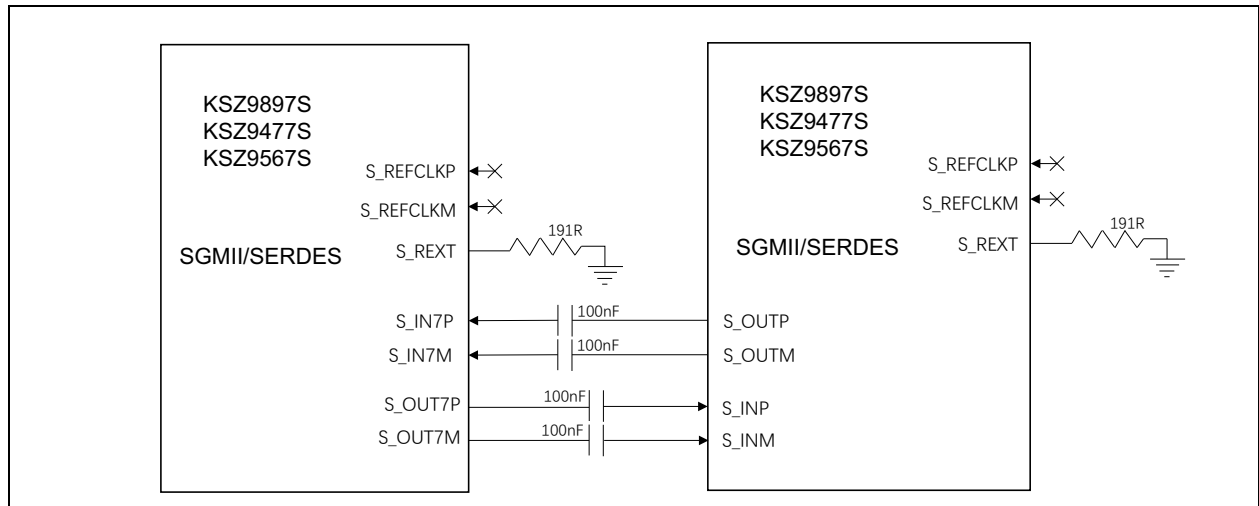 KSZ9897S
KSZ9477S
KSZ9567S
S_REFCLKP
S_REFCLKM
191R
S_REXT
SGMII/SERDES
100nF
S_IN7P
100nF
S_IN7M
100nF
S_OUT7P
100nF
S_OUT7M
KSZ9897S
KSZ9477S
KSZ9567S
S_REFCLKP
S_REFCLKM
191R
S_REXT
SGMII/SERDES
S_OUTP
S_OUTM
S_INP
S_INM